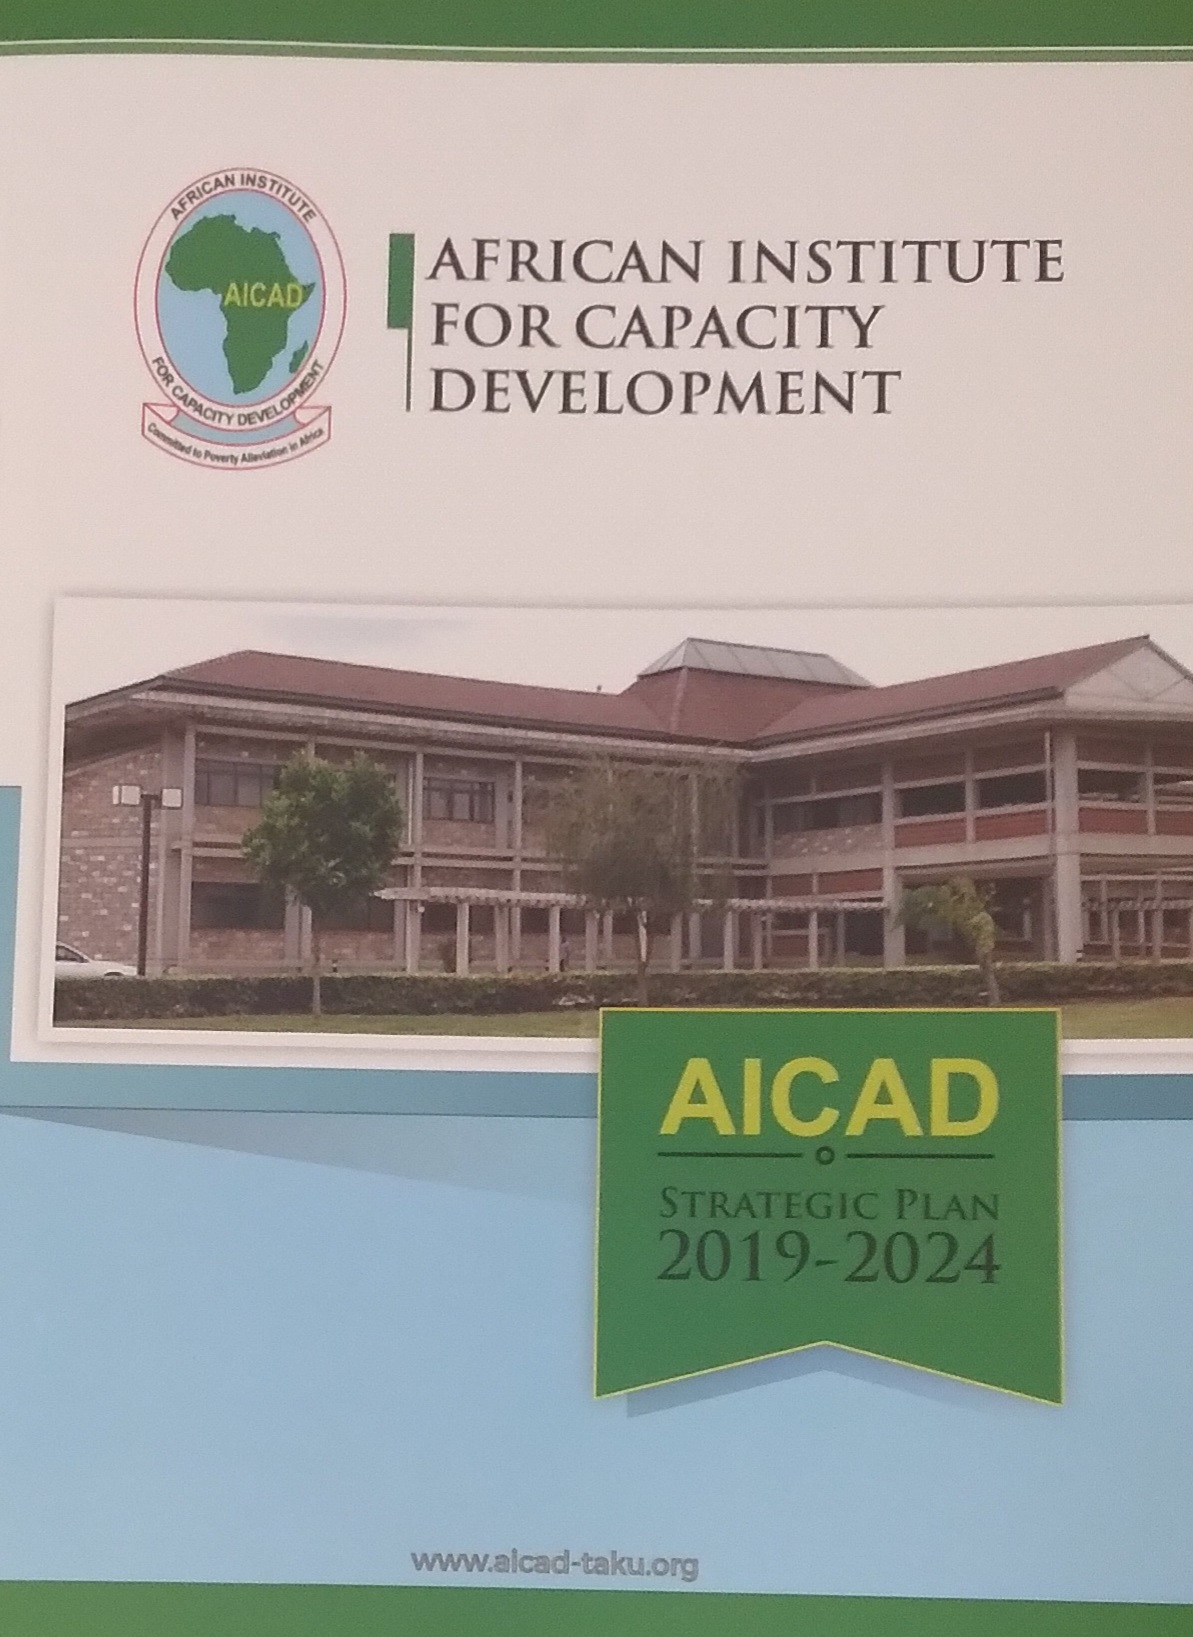 AFRICAN INSTITUTE
AICAD
FOR CAPACITY DEVELOPMENT
Committed to Poverty Alleviation in Africa
AFRICAN INSTITUTE
FOR CAPACITY
DEVELOPMENT
AICAD
STRATEGIC PLAN
2019-2024
www.aicad-taku.org